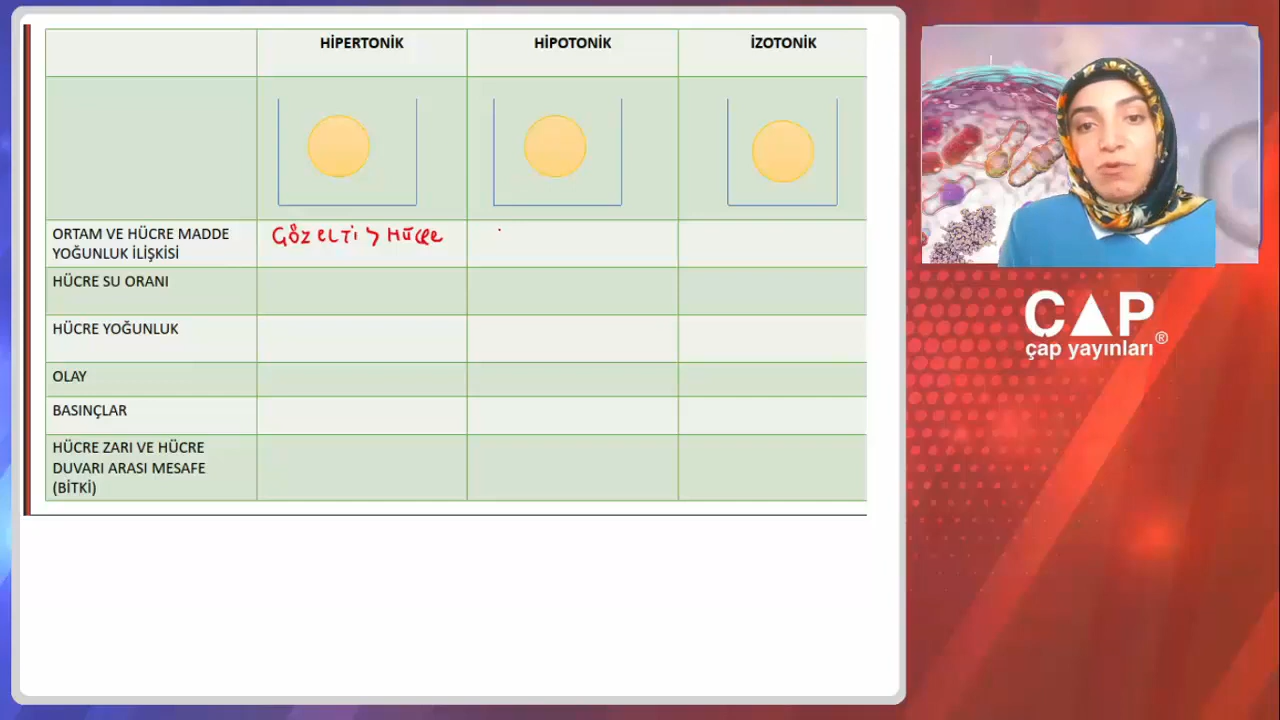 HİPERTONİK
HİPOTONİK
İZOTONİK
ORTAM VE HÜCRE MADDE
YOĞUNLUK İLİŞKİSİ
ÇÖZELTİ > HÜCRE
HÜCRE SU ORANI
HÜCRE YOĞUNLUK
OLAY
BASINÇLAR
HÜCRE ZARI VE HÜCRE
DUVARI ARASI MESAFE
(BİTKİ)
ÇAP
çap yayınları®